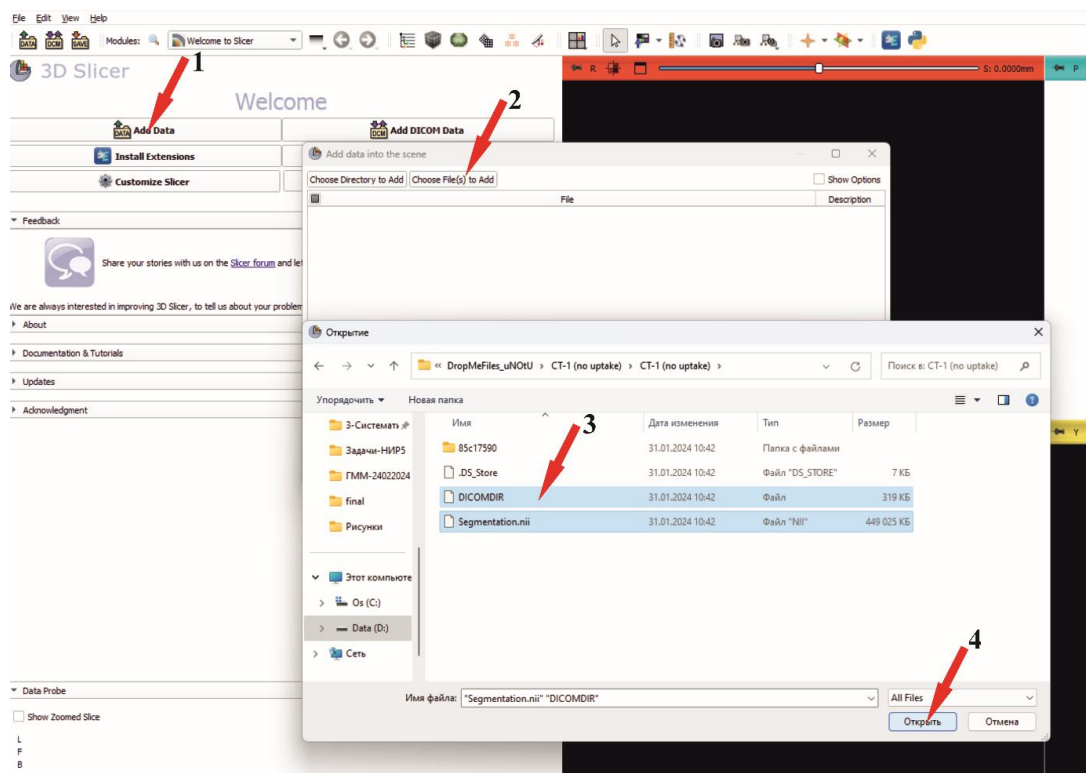 File Edit View Help
DATA DCM SAVE Modules: Welcome to Slicer
1
3D Slicer
R S: 0.0000mm P
Welcome
2
Add Data Add DICOM Data
Install Extensions
Customize Slicer
Add data into the scene
Choose Directory to Add Choose File(s) to Add Show Options
File Description
Feedback
Share your stories with us on the Slicer forum and let
We are always interested in improving 3D Slicer, to tell us about your problem
About
Documentation & Tutorials
Updates
Acknowledgment
Открытие
« DropMeFiles_uNOtU › CT-1 (no uptake) › CT-1 (no uptake) › Поиск в: CT-1 (no uptake)
Упорядочить Новая папка
Имя Дата изменения Тип Размер
3
3-Системати 85c17590 31.01.2024 10:42 Папка с файлами
Задачи-НИР5 .DS_Store 31.01.2024 10:42 Файл "DS_STORE" 7 КБ
ГММ-24022024 DICOMDIR 31.01.2024 10:42 Файл 319 КБ
final Segmentation.nii 31.01.2024 10:42 Файл "NII" 449 025 КБ
Рисунки
Y
Этот компьюте
Os (C:)
Data (D:)
Сеть
4
Имя файла: "Segmentation.nii" "DICOMDIR" All Files
Открыть Отмена
Data Probe
Show Zoomed Slice
L
F
B